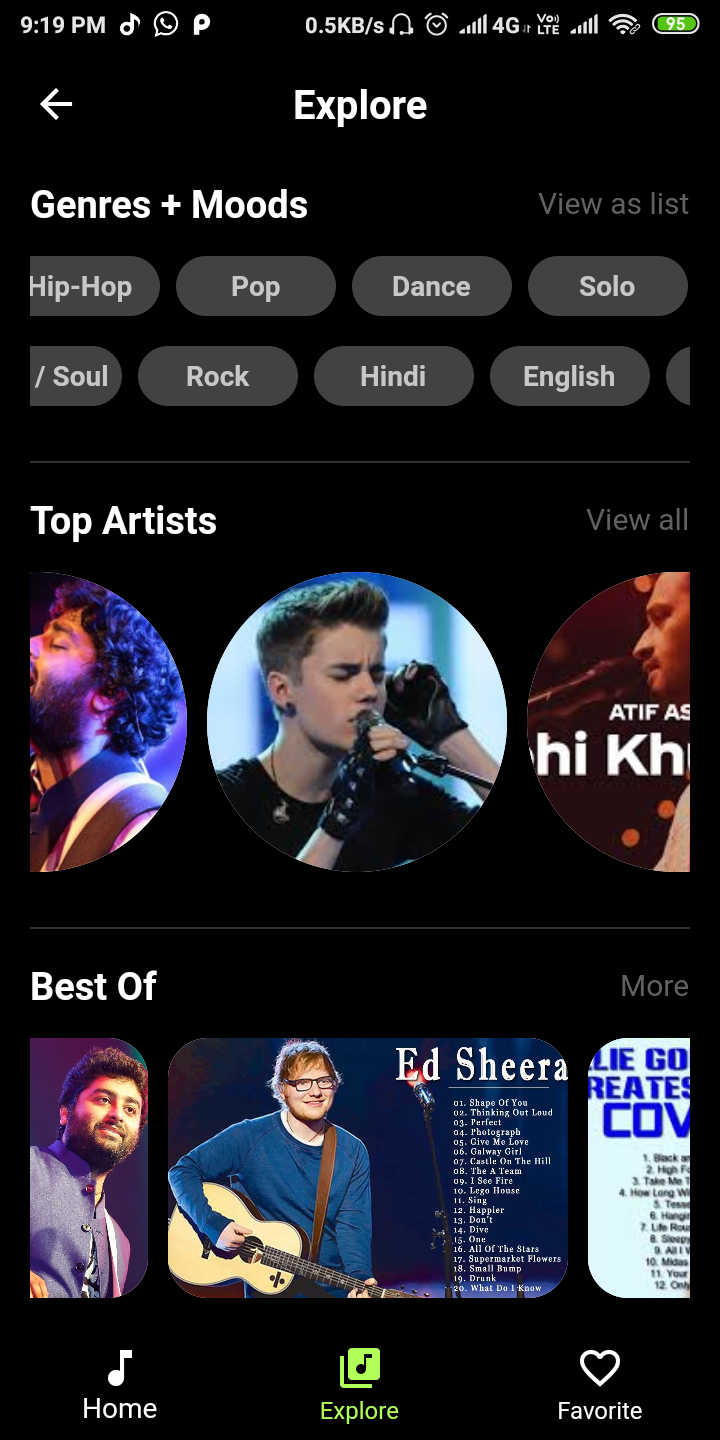 9:19 PM
0.5KB/s
4G
Vo)
LTE
95
Explore
Genres + Moods
View as list
Hip-Hop
Pop
Dance
Solo
/ Soul
Rock
Hindi
English
Top Artists
View all
ATIF AS
hi Kh
Best Of
More
Ed Sheera
01. Shape Of You
02. Thinking Out Loud
03. Perfect
04. Photograph
05. Give Me Love
06. Galway Girl
07. Castle On The Hill
08. The A Team
09. I See Fire
10. Lego House
11. Sing
12. Happier
13. Don't
14. Dive
15. One
16. All Of The Stars
17. Supermarket Flowers
18. Small Bump
19. Drunk
20. What Do I Know
LIE GO
REATES
COV
1. Black a
2. High Fo
3. Take Me T
4. How Long W
5. Tess
6. Hangi
7. Life Rou
8. Sleepy
9. All I W
10. Midas
11. Your
12. Only
Home
Explore
Favorite